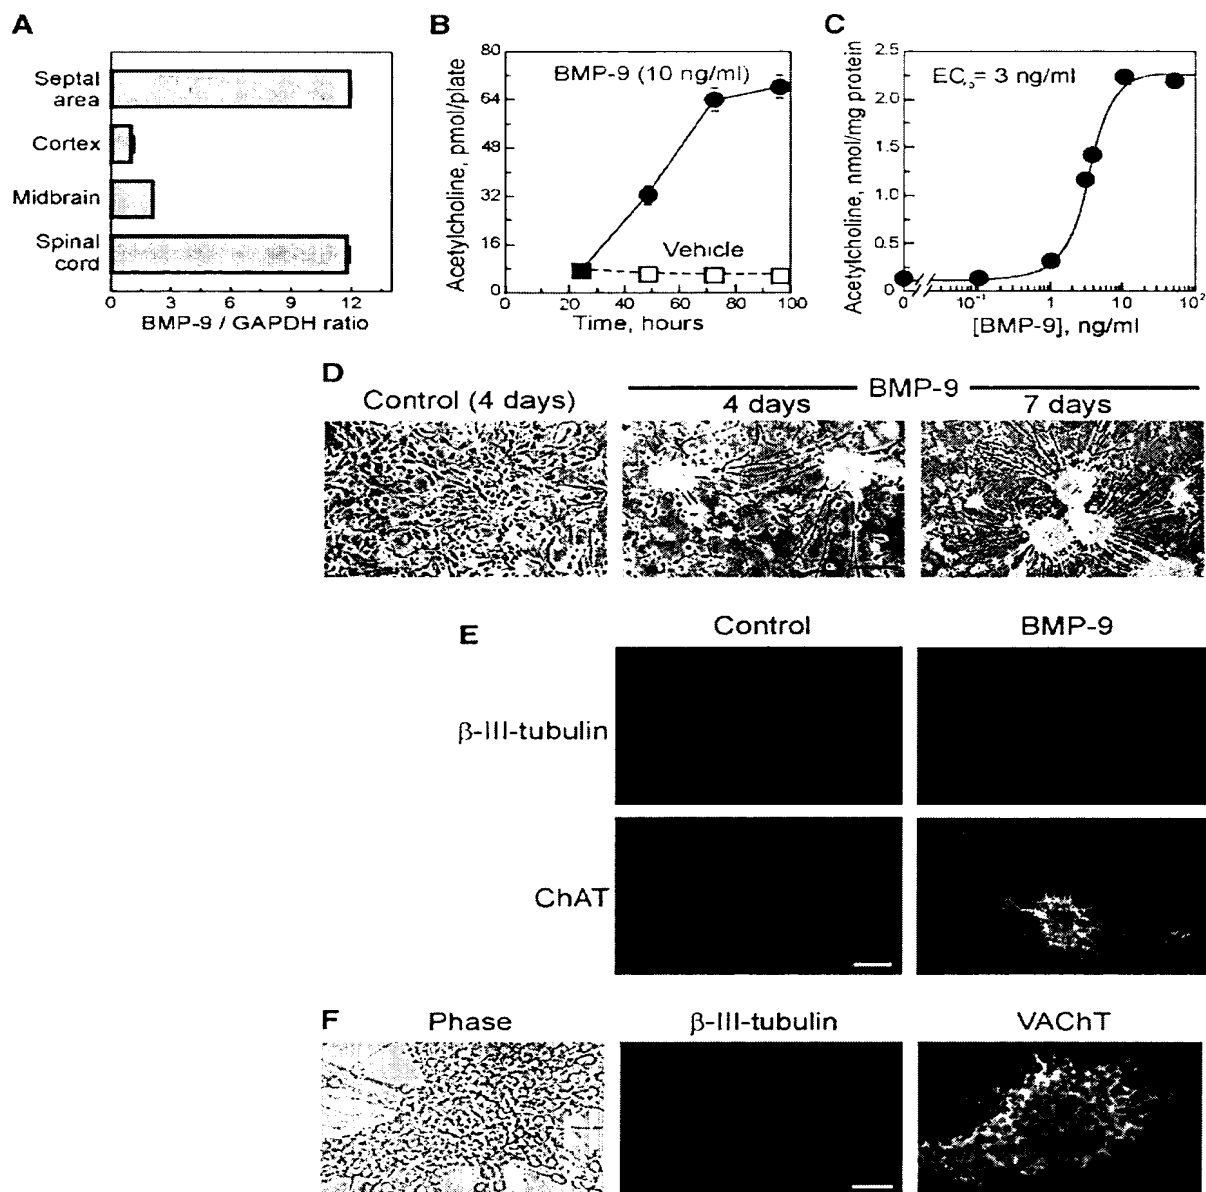 A
Septal
area
Cortex
Midbrain
Spinal
cord
0 3 6 9 12
BMP-9 / GAPDH ratio
B
Acetylcholine, pmol/plate
80
64
48
32
16
0
BMP-9 (10 ng/ml)
Vehicle
0 20 40 60 80 100
Time, hours
C
Acetylcholine, nmol/mg protein
2.5
2.0
1.5
1.0
0.5
0
EC₅₀= 3 ng/ml
0 10⁻¹ 1 10 10²
[BMP-9], ng/ml
D
Control (4 days)
BMP-9
4 days
7 days
E
Control
BMP-9
β-III-tubulin
ChAT
F
Phase
β-III-tubulin
VAChT